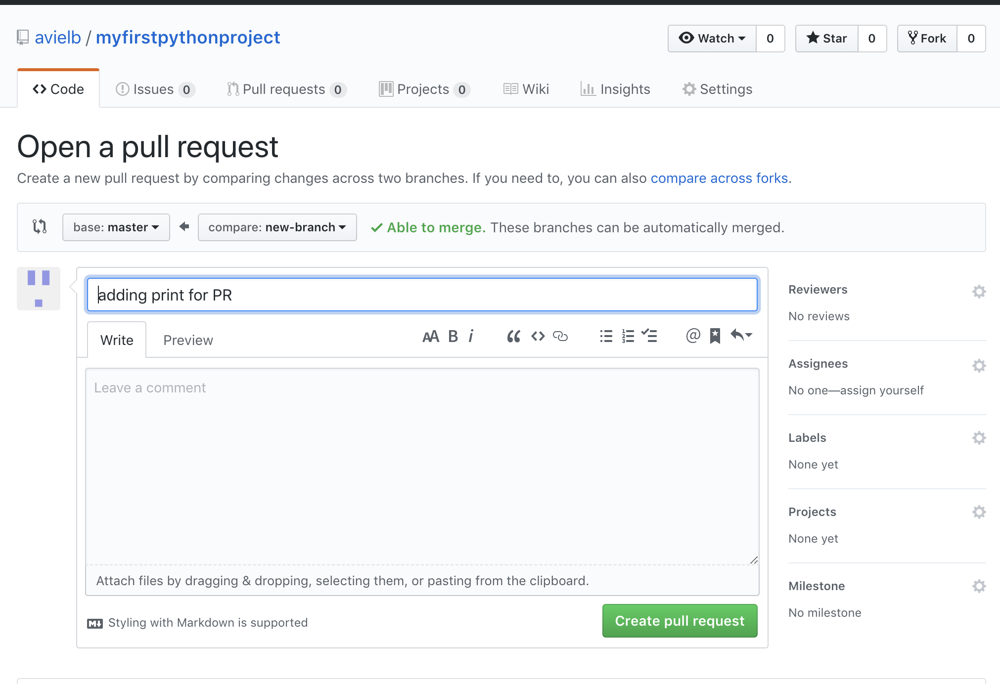 avielb / myfirstpythonproject
Watch 0 Star 0 Fork 0
Code Issues 0 Pull requests 0 Projects 0 Wiki Insights Settings
Open a pull request
Create a new pull request by comparing changes across two branches. If you need to, you can also compare across forks.
base: master compare: new-branch Able to merge. These branches can be automatically merged.
adding print for PR
Write Preview AA B i “ <> 1 2 3 @
Leave a comment
Attach files by dragging & dropping, selecting them, or pasting from the clipboard.
M Styling with Markdown is supported
Create pull request
Reviewers
No reviews
Assignees
No one—assign yourself
Labels
None yet
Projects
None yet
Milestone
No milestone